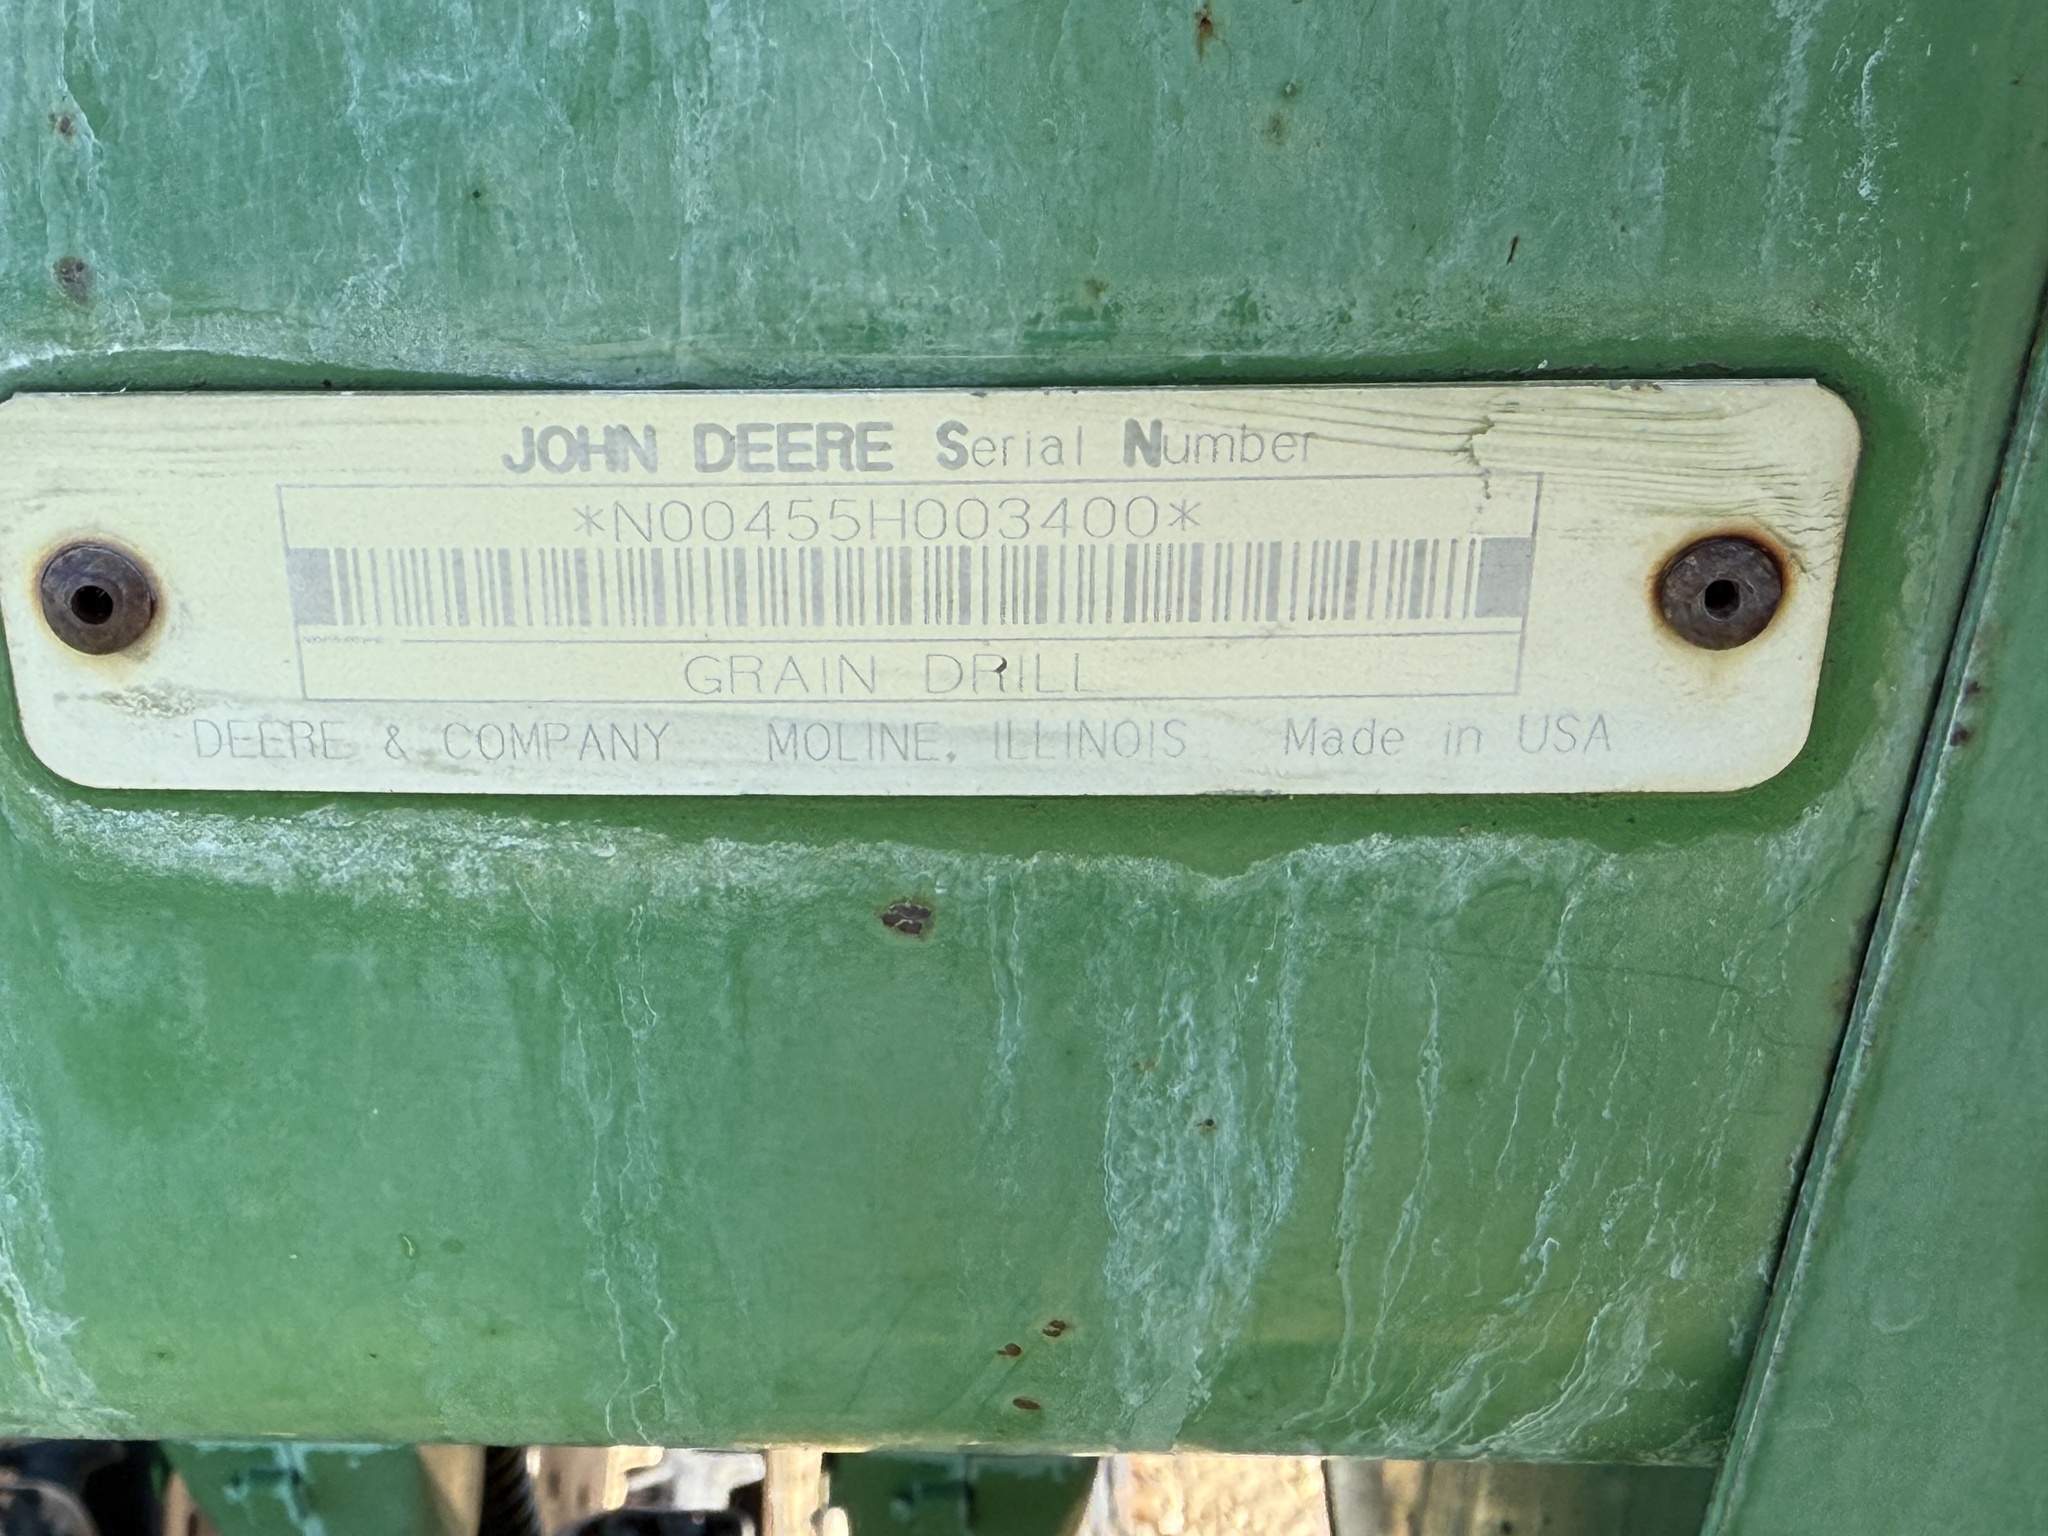 JOHN DEERE Serial Number
*N00455H003400*
GRAIN DRILL
DEERE & COMPANY MOLINE, ILLINOIS Made in USA